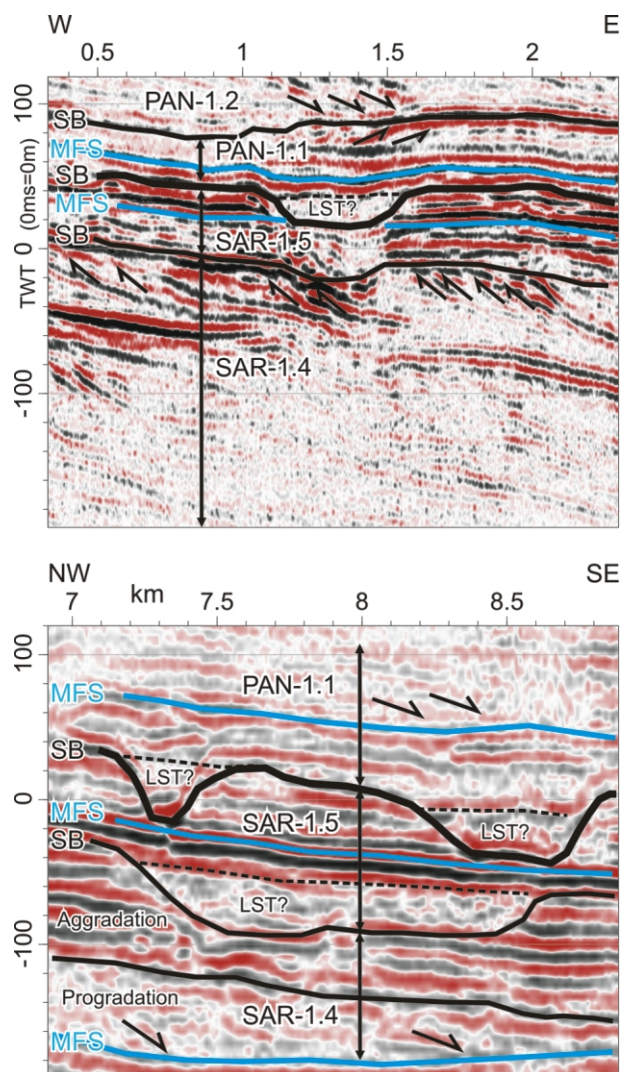 W E
0.5 1 1.5 2
100
PAN-1.2
SB
PAN-1.1
MFS
SB
LST?
MFS
SAR-1.5
SB
0
TWT (0ms=0m)
SAR-1.4
-100
NW SE
7 km 7.5 8 8.5
100
PAN-1.1
MFS
SB
LST?
0
MFS
SAR-1.5
LST?
SB
LST?
Aggradation
-100
Progradation
SAR-1.4
MFS